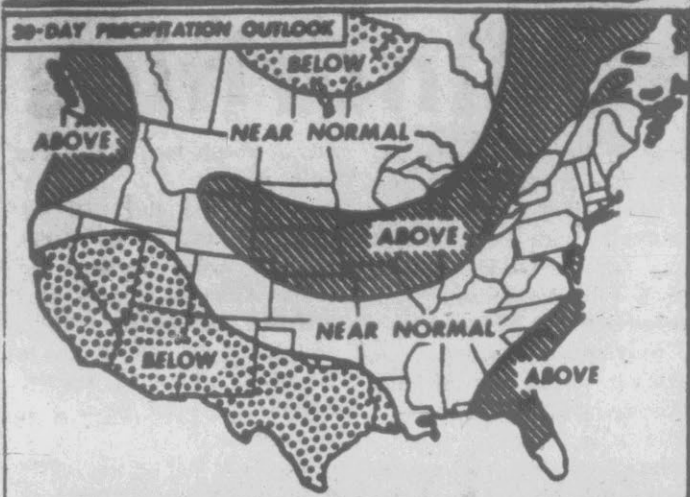 30-DAY PRECIPITATION OUTLOOK
BELOW
ABOVE
NEAR NORMAL
ABOVE
NEAR NORMAL
BELOW
ABOVE